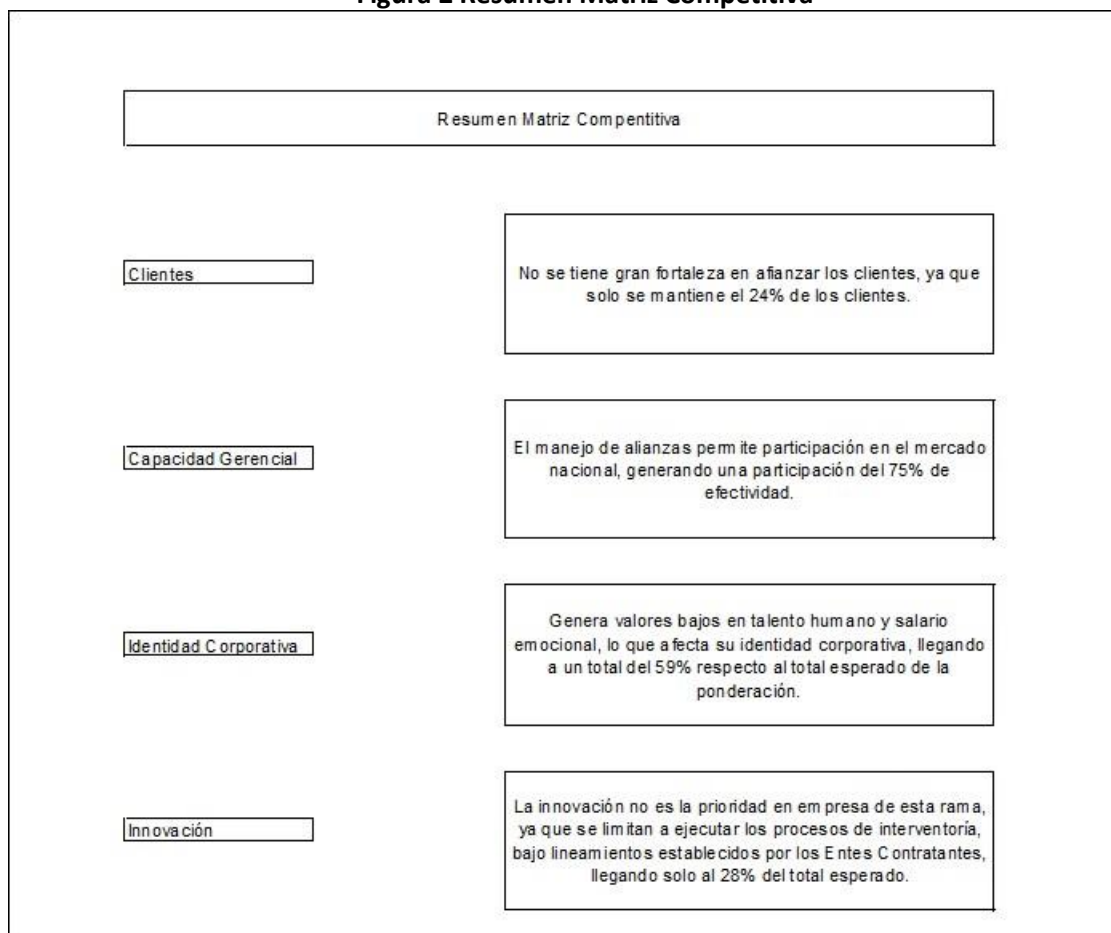 Figura 2 Resumen Matriz Competitiva
Resumen Matriz Compentitiva
Clientes
No se tiene gran fortaleza en afianzar los clientes, ya que
solo se mantiene el 24% de los clientes.
Capacidad Gerencial
El manejo de alianzas permite participación en el mercado
nacional, generando una participación del 75% de
efectividad.
Identidad Corporativa
Genera valores bajos en talento humano y salario
emocional, lo que afecta su identidad corporativa, llegando
a un total del 59% respecto al total esperado de la
ponderación.
Innovación
La innovación no es la prioridad en empresa de esta rama,
ya que se limitan a ejecutar los procesos de interventoría,
bajo lineamientos establecidos por los Entes Contratantes,
llegando solo al 28% del total esperado.